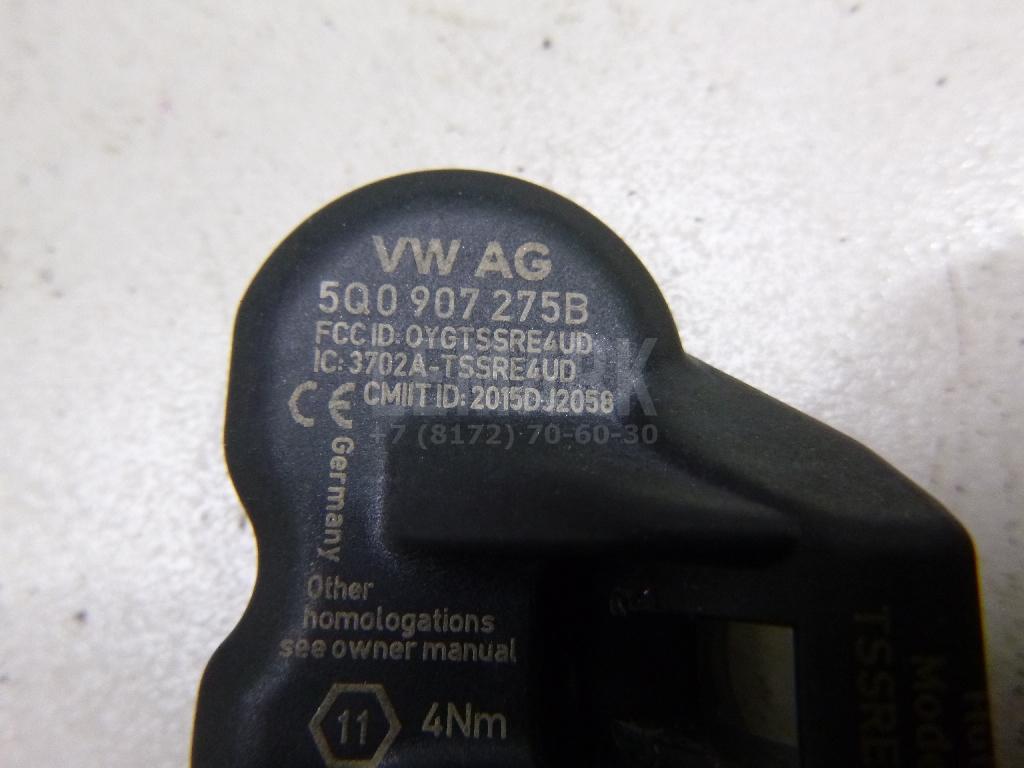 VW AG
5Q0 907 275B
FCC ID: OYGTSSRE4UD
IC: 3702A-TSSRE4UD
CE CMIIT ID: 2015DJ2058
+7 (8172) 70-60-30
Germany
Other
homologations
see owner manual
11 4Nm
TSSRE